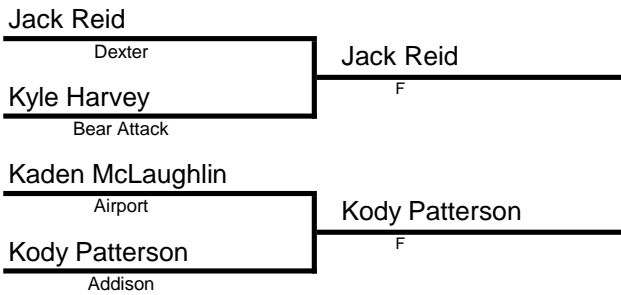 Jack Reid
Dexter
Jack Reid
F
Kyle Harvey
Bear Attack
Kaden McLaughlin
Airport
Kody Patterson
F
Kody Patterson
Addison